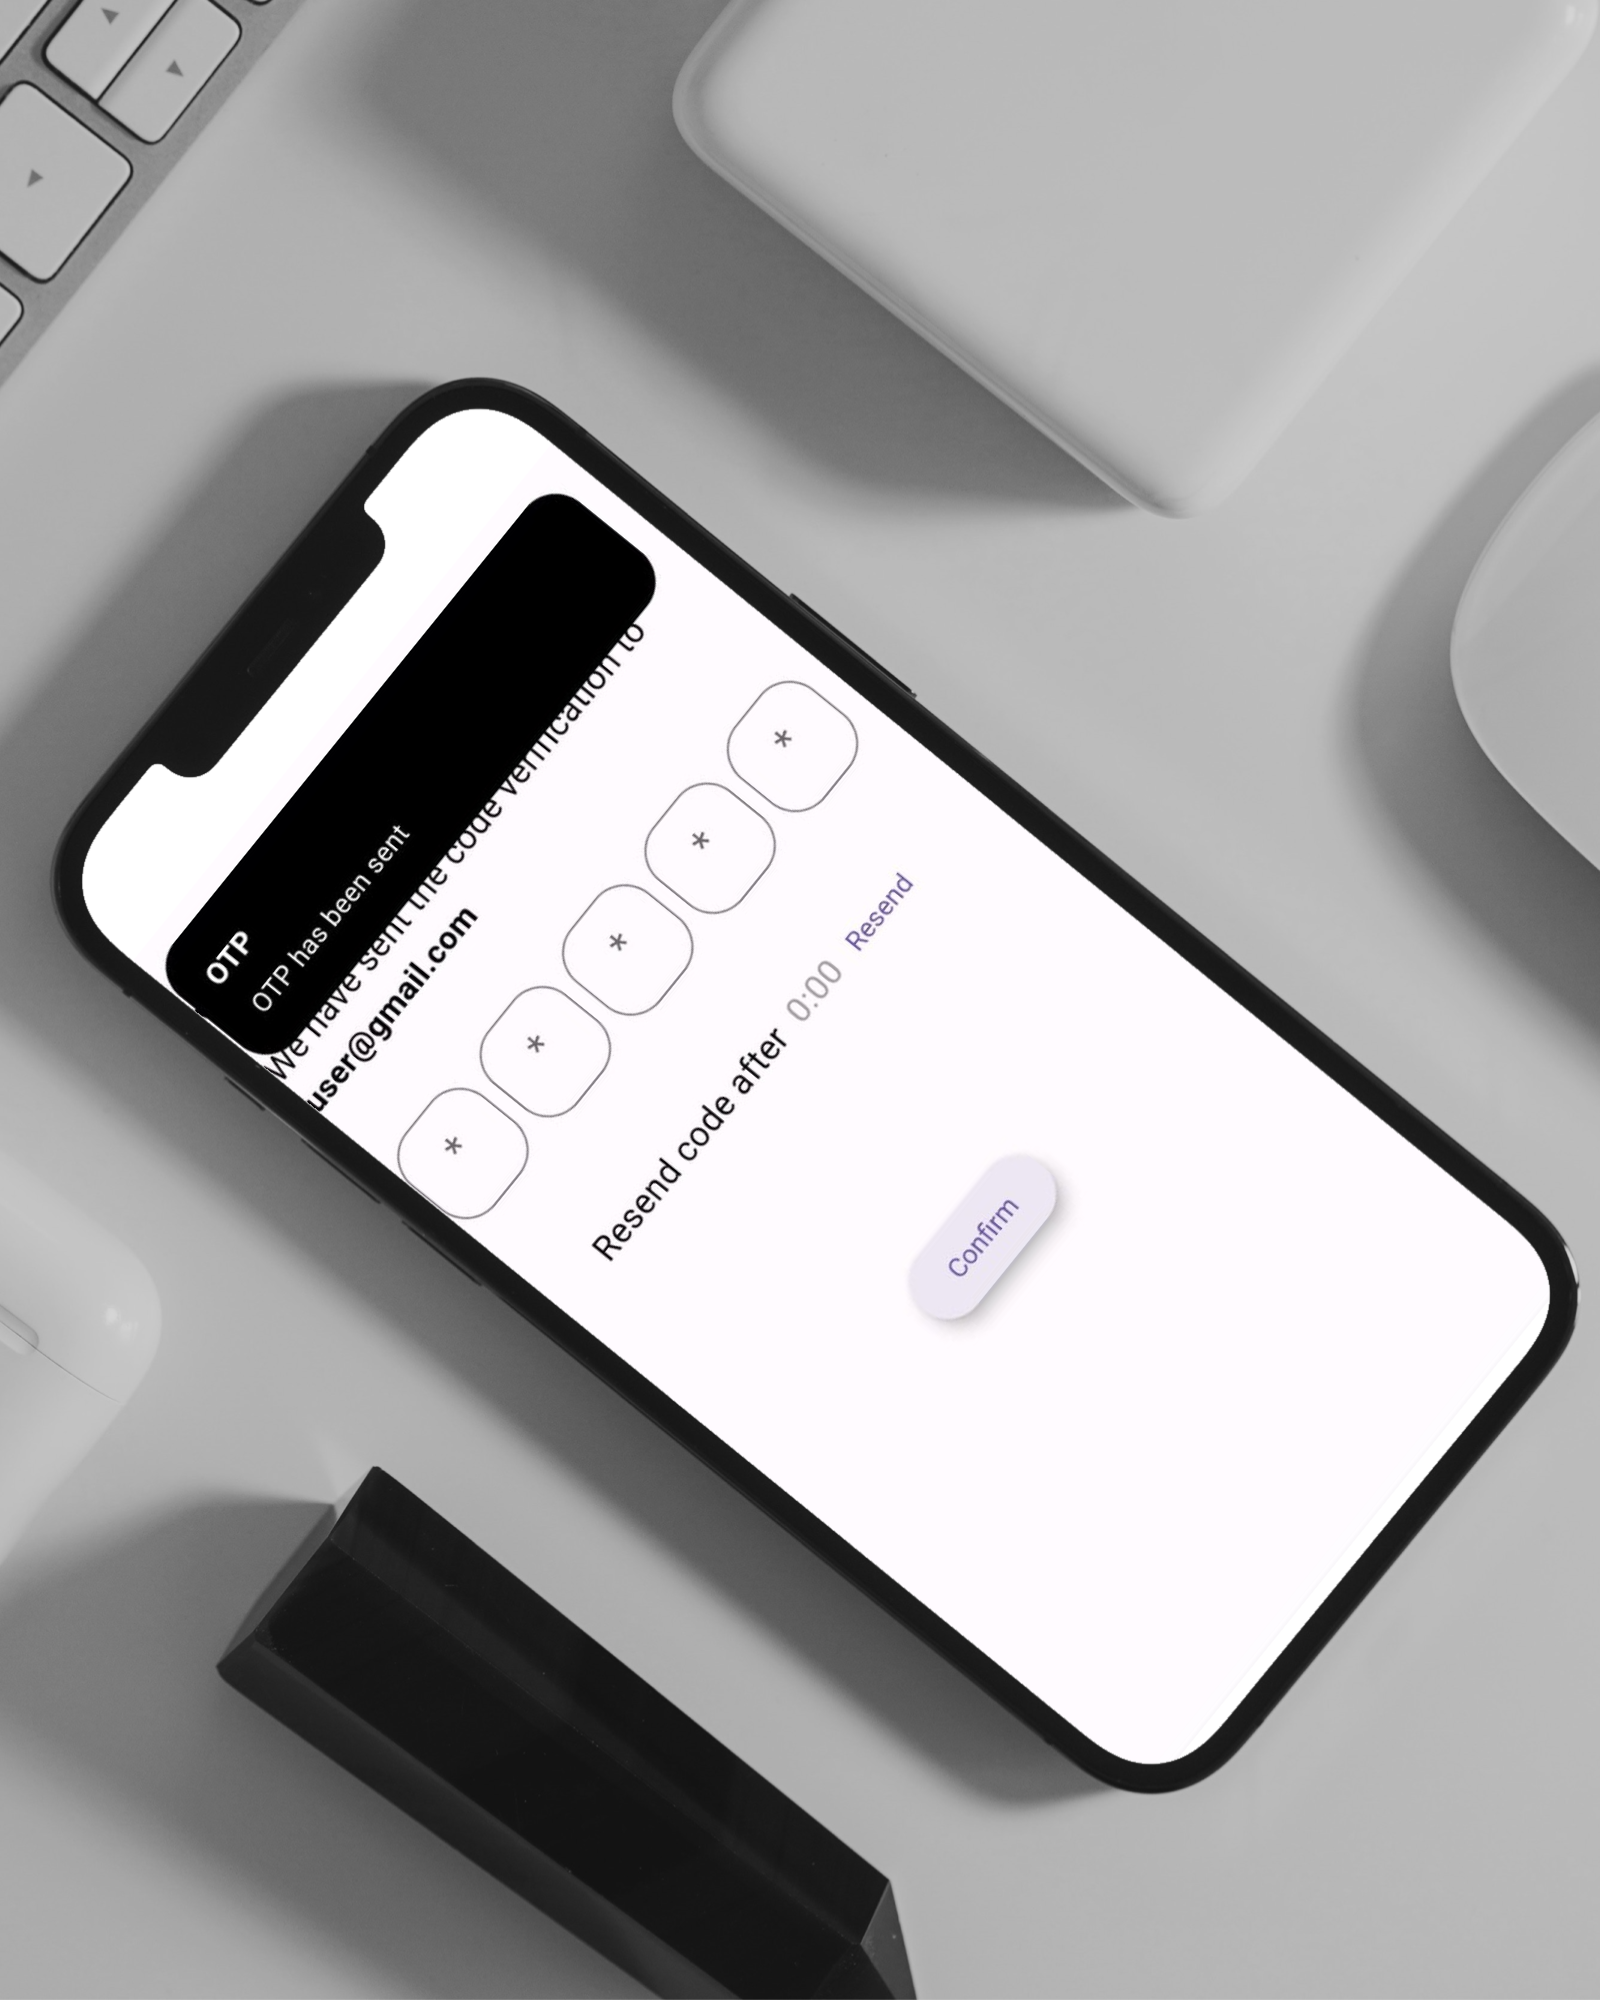 OTP
OTP has been sent
We have sent the code verification to
user@gmail.com
* * * * *
Resend code after 0:00 Resend
Confirm